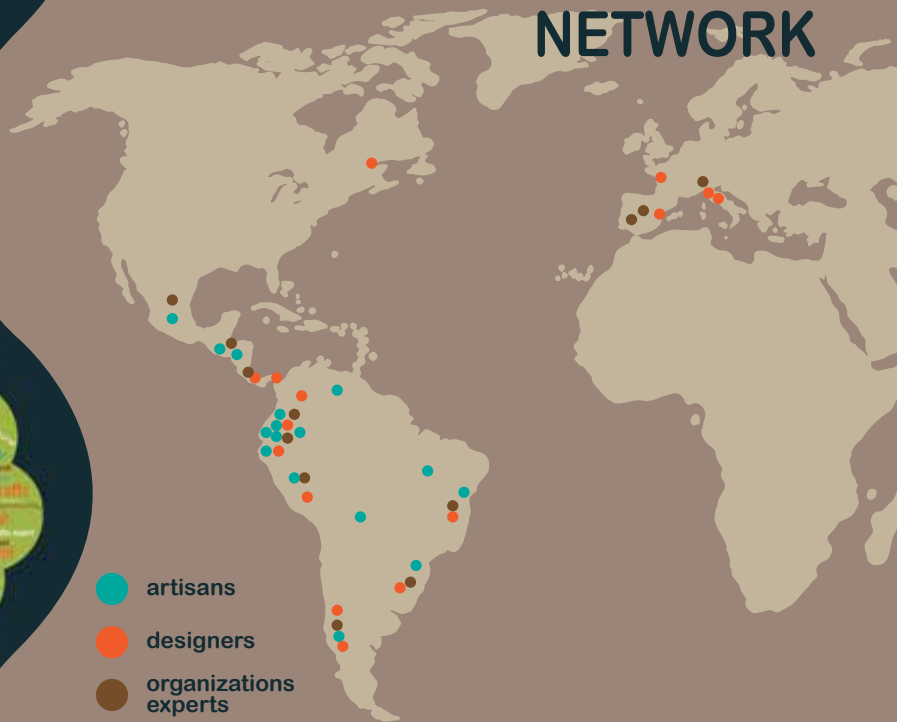 NETWORK
artisans
designers
organizations
experts